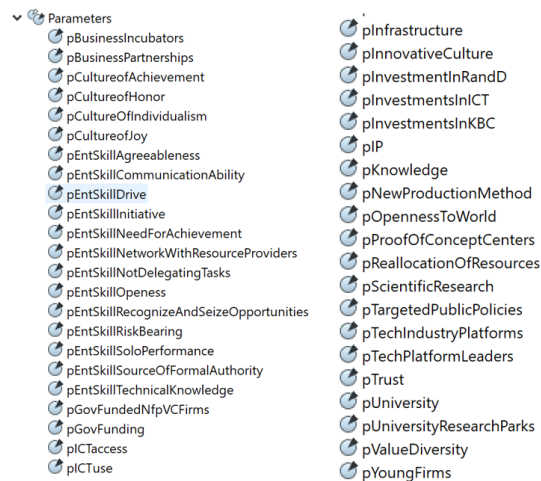 Parameters
pBusinessIncubators
pBusinessPartnerships
pCultureofAchievement
pCultureofHonor
pCultureOfIndividualism
pCultureofJoy
pEntSkillAgreeableness
pEntSkillCommunicationAbility
pEntSkillDrive
pEntSkillInitiative
pEntSkillNeedForAchievement
pEntSkillNetworkWithResourceProviders
pEntSkillNotDelegatingTasks
pEntSkillOpeness
pEntSkillRecognizeAndSeizeOpportunities
pEntSkillRiskBearing
pEntSkillSoloPerformance
pEntSkillSourceOfFormalAuthority
pEntSkillTechnicalKnowledge
pGovFundedNfpVCFirms
pGovFunding
pICTaccess
pICTuse
pInfrastructure
pInnovativeCulture
pInvestmentInRandD
pInvestmentsInICT
pInvestmentsInKBC
pIP
pKnowledge
pNewProductionMethod
pOpennessToWorld
pProofOfConceptCenters
pReallocationOfResources
pScientificResearch
pTargetedPublicPolicies
pTechIndustryPlatforms
pTechPlatformLeaders
pTrust
pUniversity
pUniversityResearchParks
pValueDiversity
pYoungFirms